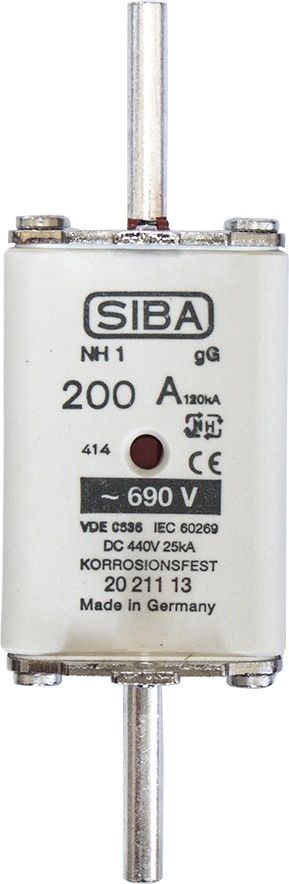 SIBA
NH 1 gG
200 A 120kA
NH
414 CE
~ 690 V
VDE 0636 IEC 60269
DC 440V 25kA
KORROSIONSFEST
20 211 13
Made in Germany